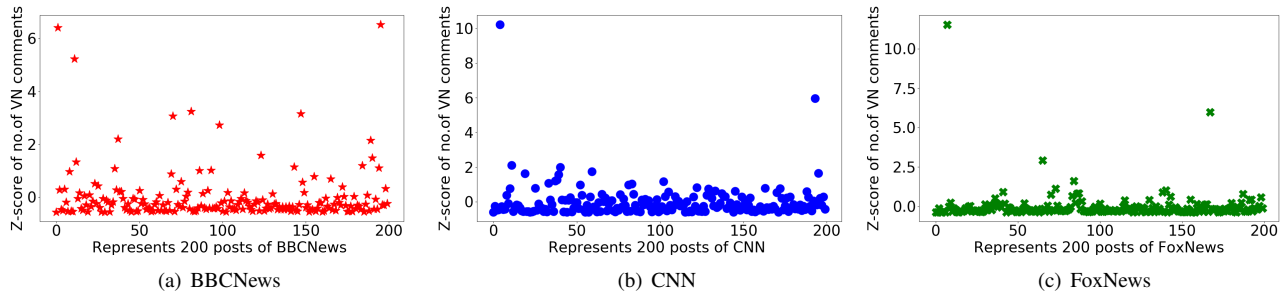 Z-score of no.of VN comments
6
4
2
0
0 50 100 150 200
Represents 200 posts of BBCNews
(a) BBCNews
Z-score of no.of VN comments
10
8
6
4
2
0
0 50 100 150 200
Represents 200 posts of CNN
(b) CNN
Z-score of no.of VN comments
10.0
7.5
5.0
2.5
0.0
0 50 100 150 200
Represents 200 posts of FoxNews
(c) FoxNews